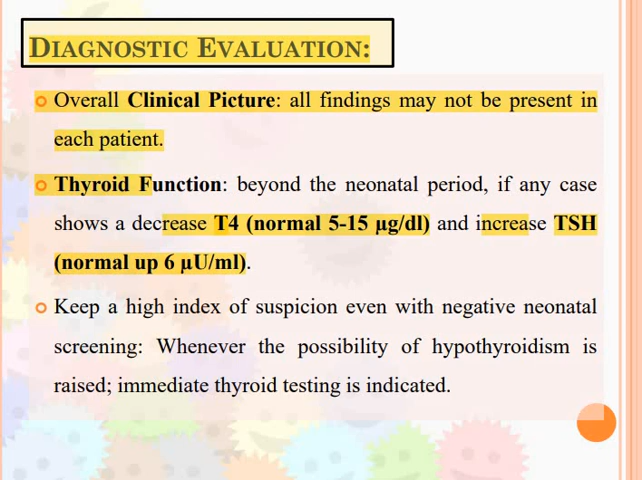 DIAGNOSTIC EVALUATION:
Overall Clinical Picture: all findings may not be present in
each patient.
Thyroid Function: beyond the neonatal period, if any case
shows a decrease T4 (normal 5-15 µg/dl) and increase TSH
(normal up 6 µU/ml).
Keep a high index of suspicion even with negative neonatal
screening: Whenever the possibility of hypothyroidism is
raised; immediate thyroid testing is indicated.